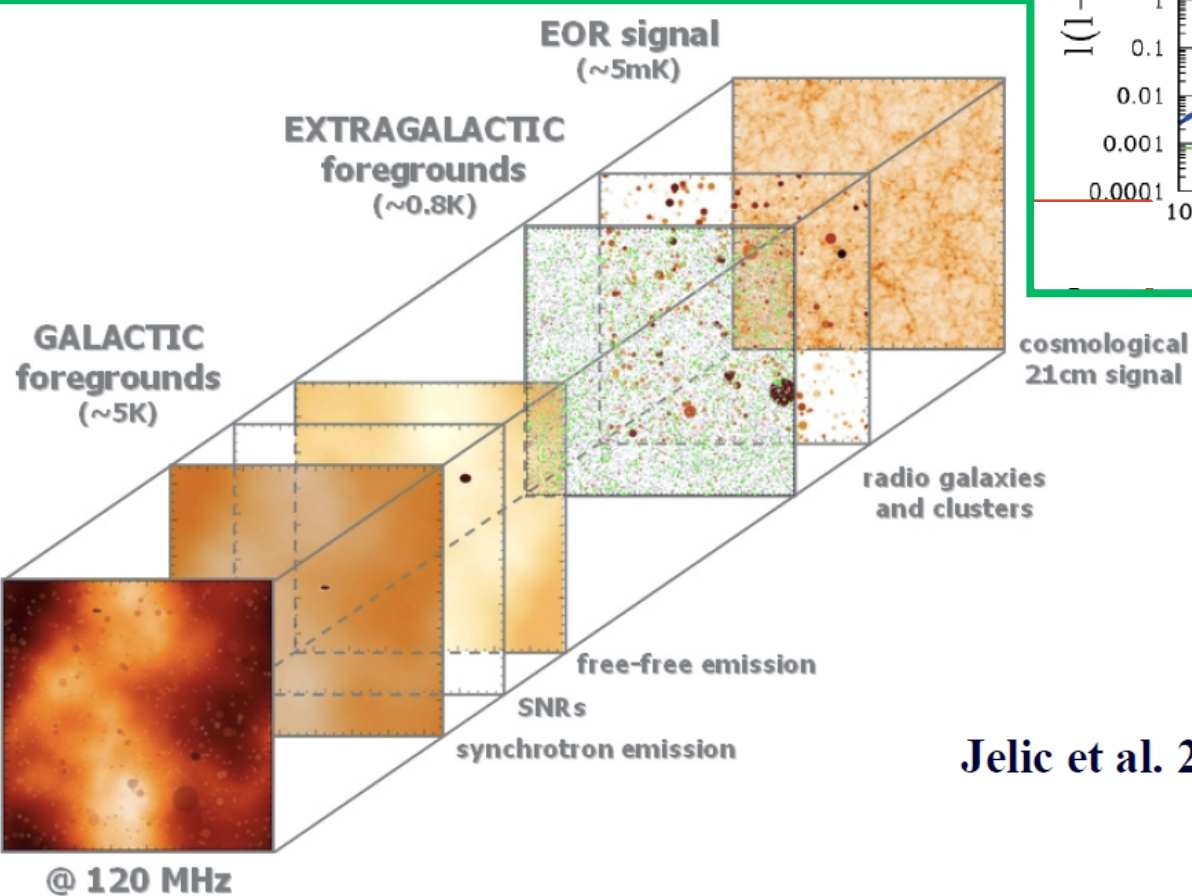 EOR signal
(~5mK)
EXTRAGALACTIC
foregrounds
(~0.8K)
GALACTIC
foregrounds
(~5K)
cosmological
21cm signal
radio galaxies
and clusters
free-free emission
SNRs
synchrotron emission
@ 120 MHz
Jelic et al. 2
l(l-
1
0.1
0.01
0.001
0.0001
10